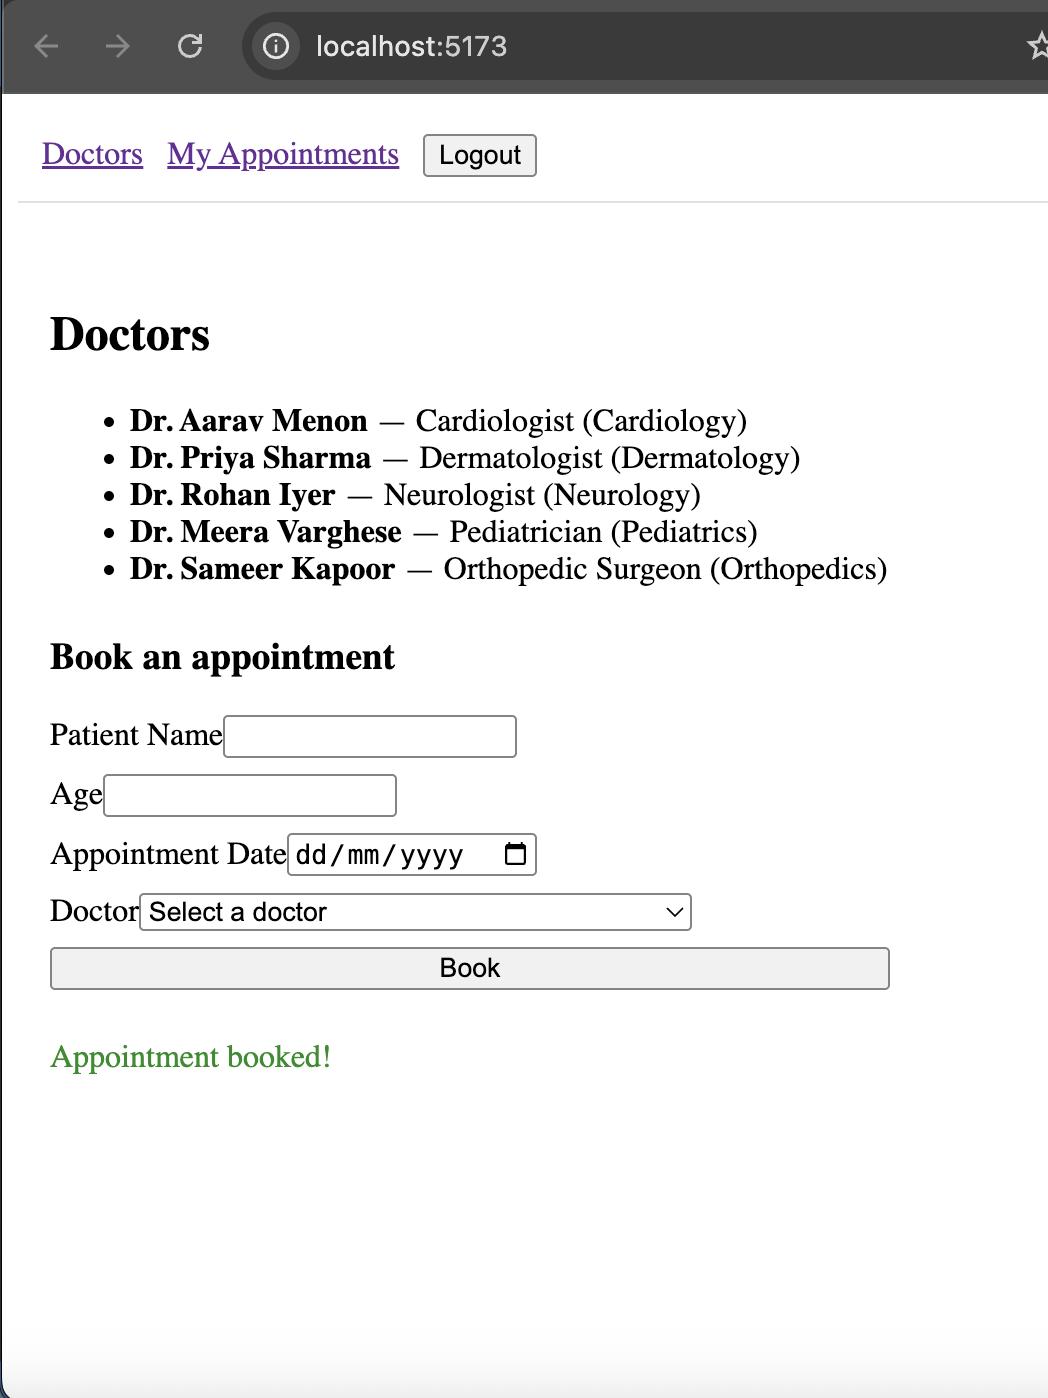 localhost:5173
Doctors My Appointments Logout
Doctors
• Dr. Aarav Menon — Cardiologist (Cardiology)
• Dr. Priya Sharma — Dermatologist (Dermatology)
• Dr. Rohan Iyer — Neurologist (Neurology)
• Dr. Meera Varghese — Pediatrician (Pediatrics)
• Dr. Sameer Kapoor — Orthopedic Surgeon (Orthopedics)
Book an appointment
Patient Name
Age
Appointment Date dd/mm/yyyy
Doctor Select a doctor
Book
Appointment booked!